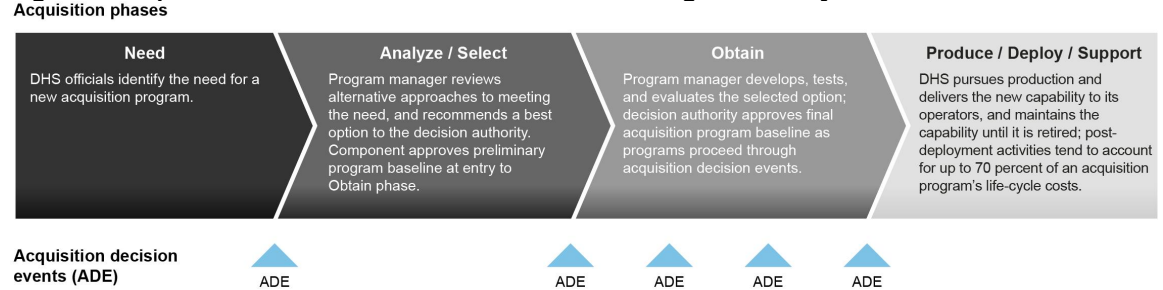 Acquisition phases
Need
DHS officials identify the need for a
new acquisition program.
Analyze / Select
Program manager reviews
alternative approaches to meeting
the need, and recommends a best
option to the decision authority.
Component approves preliminary
program baseline at entry to
Obtain phase.
Obtain
Program manager develops, tests,
and evaluates the selected option;
decision authority approves final
acquisition program baseline as
programs proceed through
acquisition decision events.
Produce / Deploy / Support
DHS pursues production and
delivers the new capability to its
operators, and maintains the
capability until it is retired; post-
deployment activities tend to account
for up to 70 percent of an acquisition
program's life-cycle costs.
Acquisition decision
events (ADE)
ADE
ADE
ADE
ADE
ADE